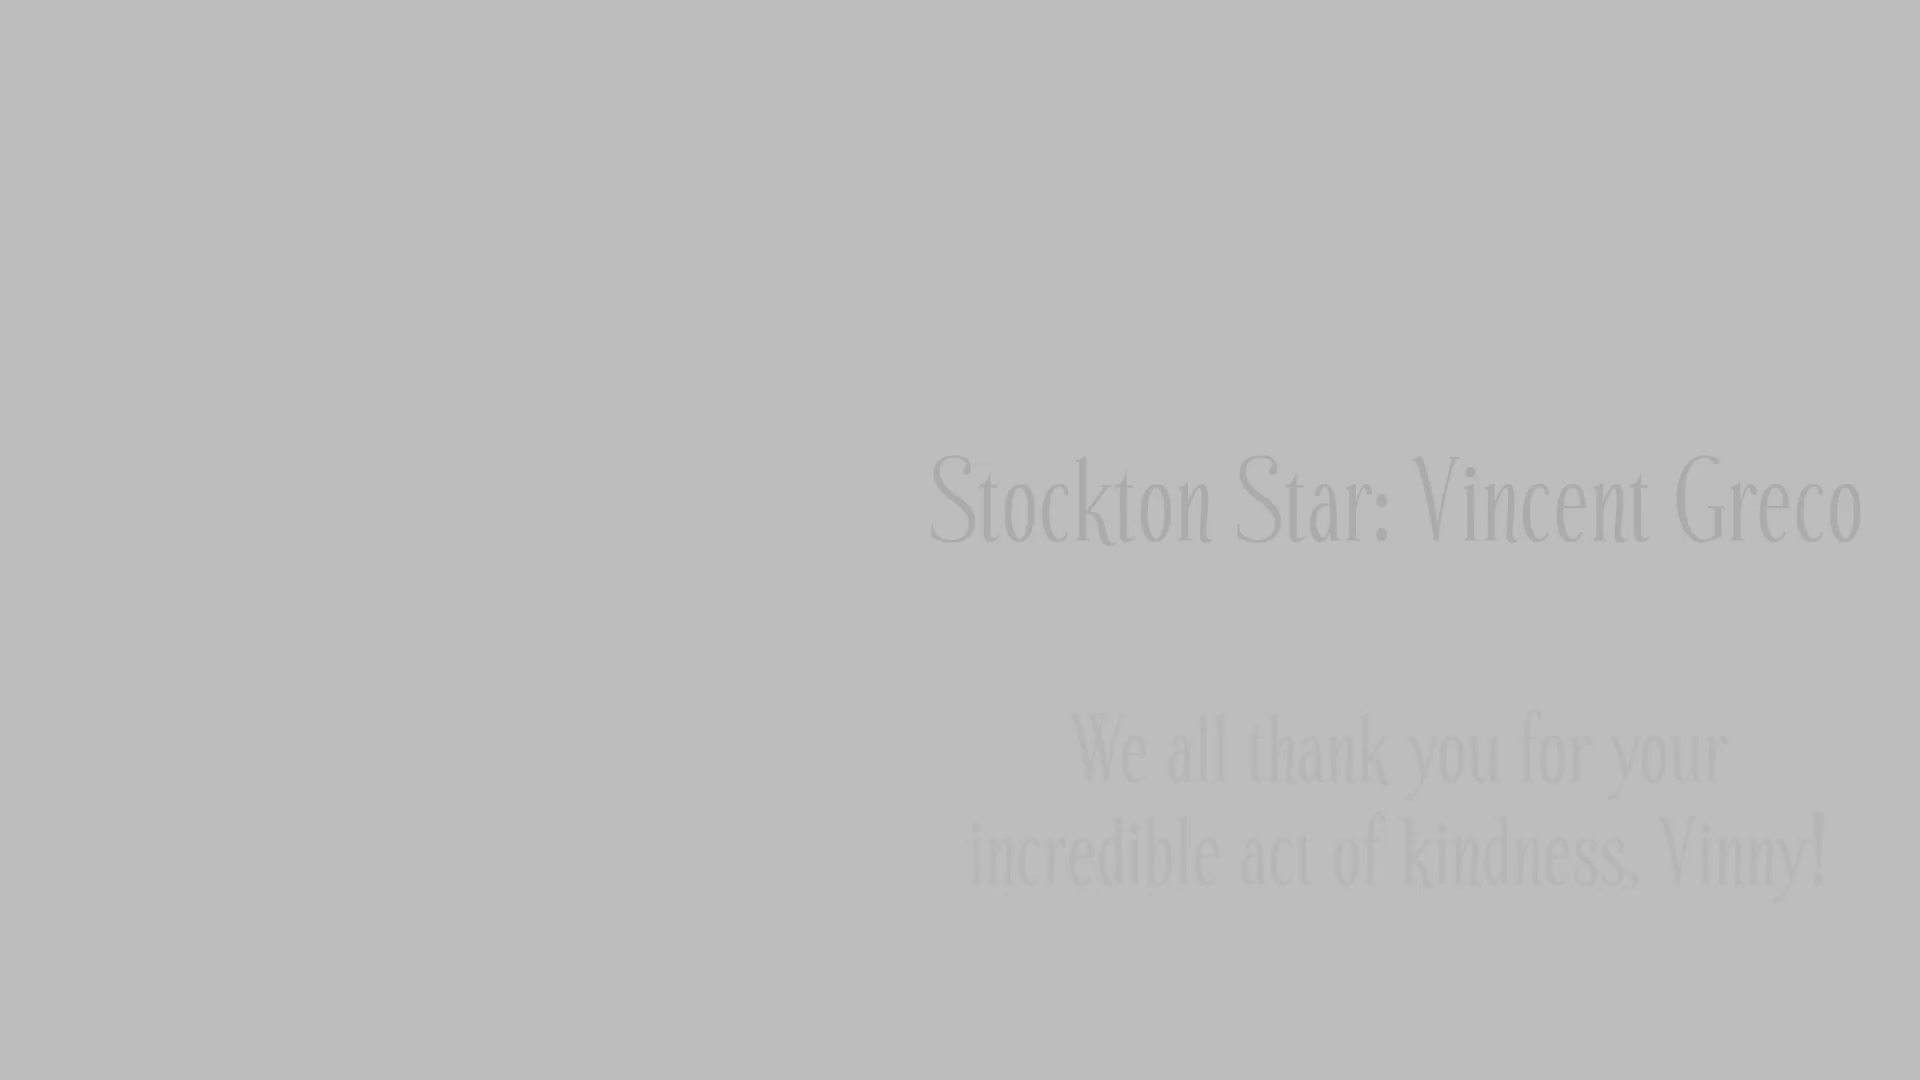 Stockton Star: Vincent Greco
We all thank you for your
incredible act of kindness, Vinny!